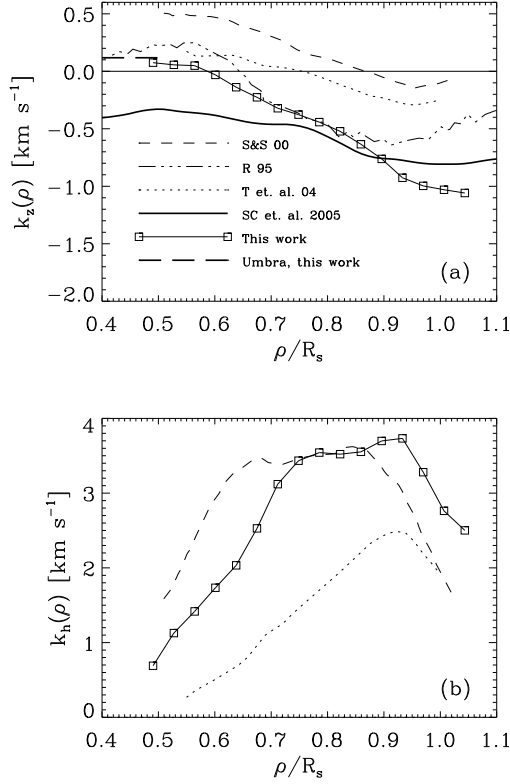 0.5
0.0
−0.5
−1.0
−1.5
−2.0
k_z(ρ) [km s⁻¹]
S&S 00
R 95
T et. al. 04
SC et. al. 2005
This work
Umbra, this work
(a)
0.4 0.5 0.6 0.7 0.8 0.9 1.0 1.1
ρ/R_s
4
3
2
1
0
k_h(ρ) [km s⁻¹]
(b)
0.4 0.5 0.6 0.7 0.8 0.9 1.0 1.1
ρ/R_s